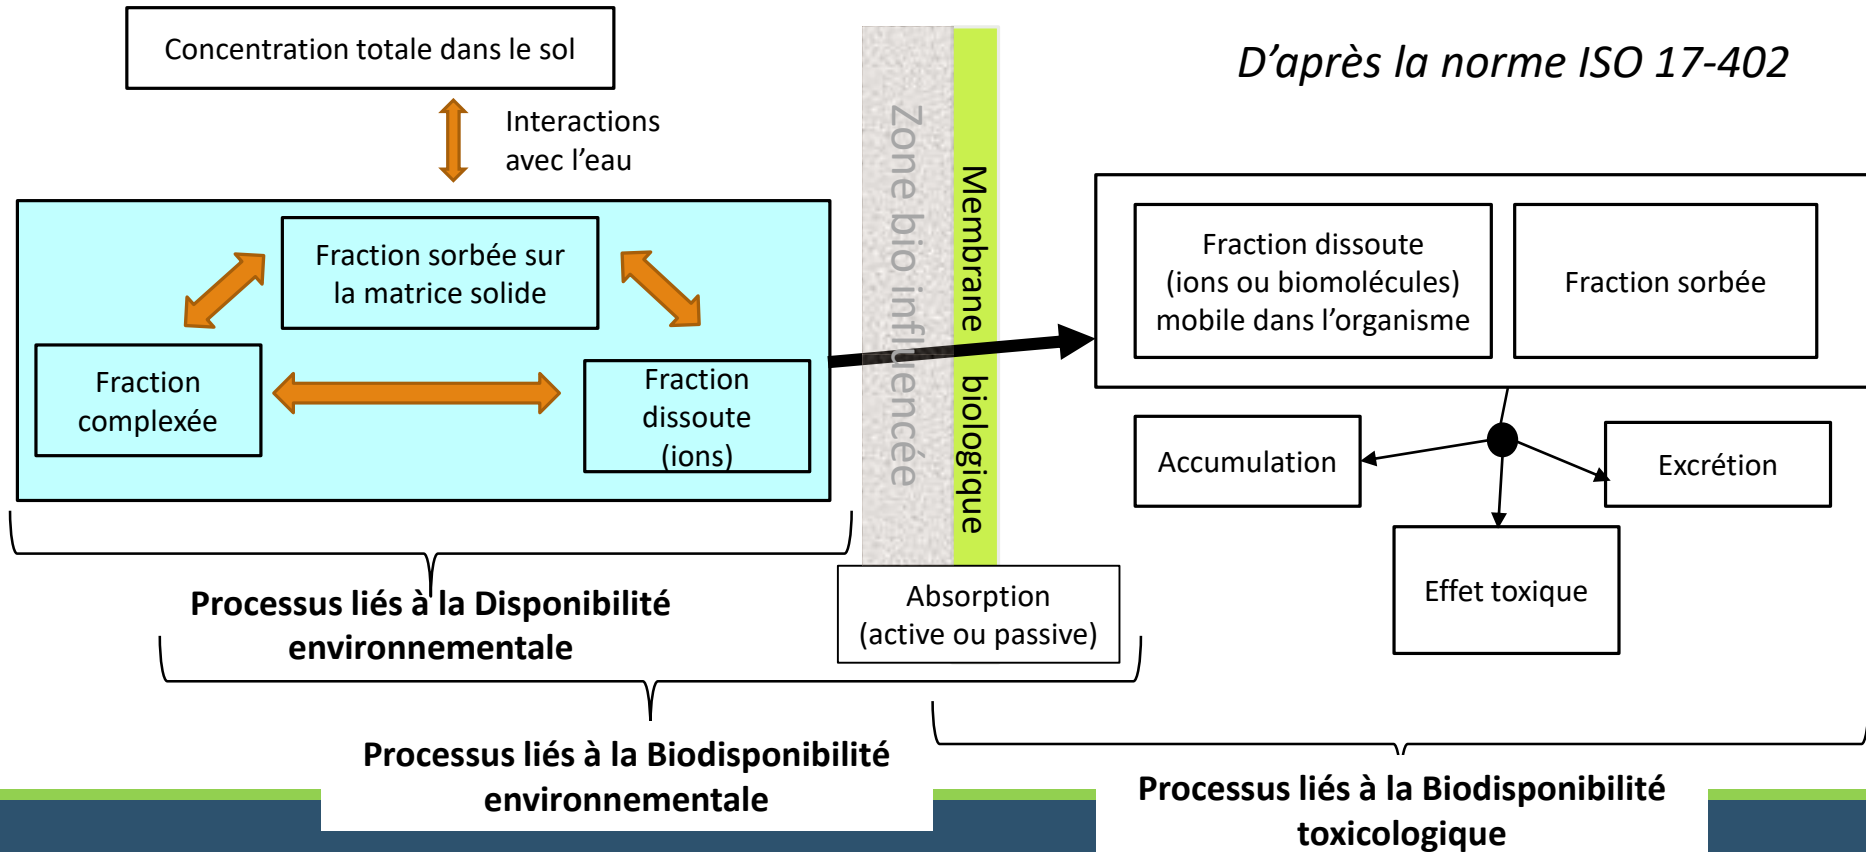 Concentration totale dans le sol
D'après la norme ISO 17-402
Interactions
avec l'eau
Zone bio influencée
Membrane biologique
Fraction sorbée sur
la matrice solide
Fraction
complexée
Fraction
dissoute
(ions)
Fraction dissoute
(ions ou biomolécules)
mobile dans l'organisme
Fraction sorbée
Accumulation
Excrétion
Effet toxique
Absorption
(active ou passive)
Processus liés à la Disponibilité
environnementale
Processus liés à la Biodisponibilité
environnementale
Processus liés à la Biodisponibilité
toxicologique